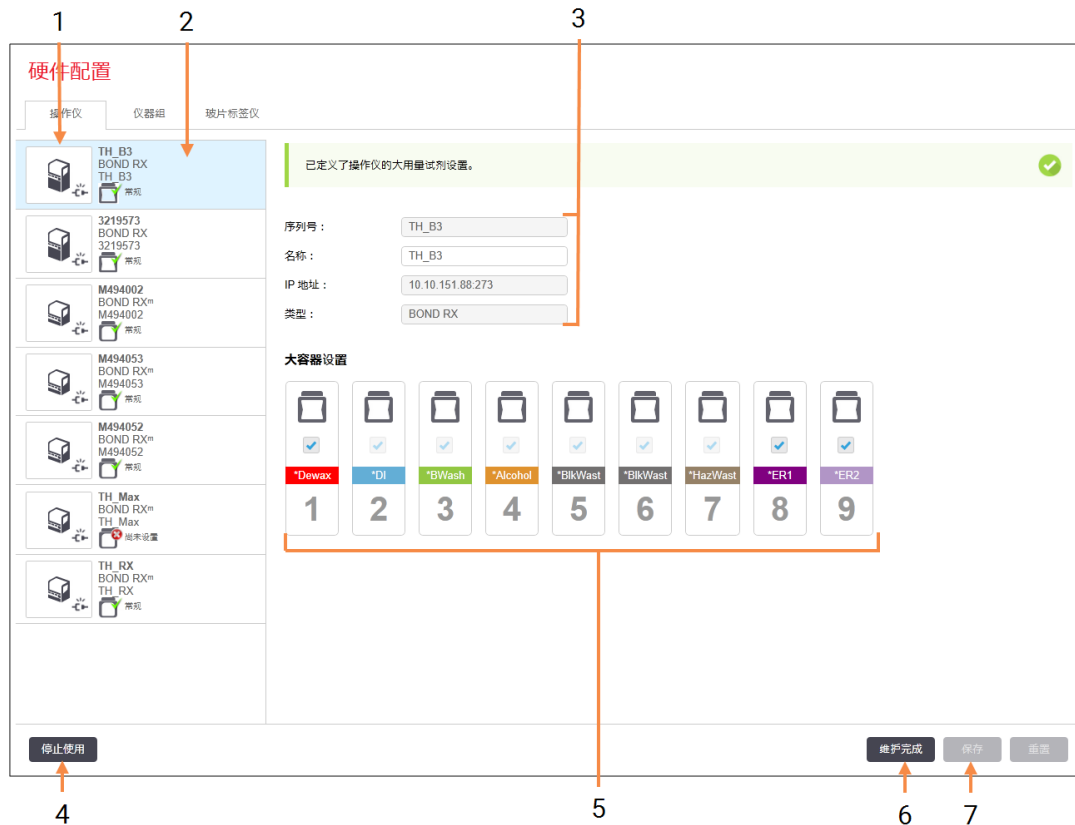 1 2 3
硬件配置
操作仪 仪器组 玻片标签仪
TH_B3
BOND RX
TH_B3
常规
3219573
BOND RX
3219573
常规
M494002
BOND RXᵐ
M494002
常规
M494053
BOND RXᵐ
M494053
常规
M494052
BOND RXᵐ
M494052
常规
TH_Max
BOND RXᵐ
TH_Max
尚未设置
TH_RX
BOND RXᵐ
TH_RX
常规
已定义了操作仪的大用量试剂设置。
序列号： TH_B3
名称： TH_B3
IP 地址： 10.10.151.88:273
类型： BOND RX
大容器设置
*Dewax *DI *BWash *Alcohol *BlkWast *BlkWast *HazWast *ER1 *ER2
1 2 3 4 5 6 7 8 9
停止使用 维护完成 保存 重置
4 5 6 7